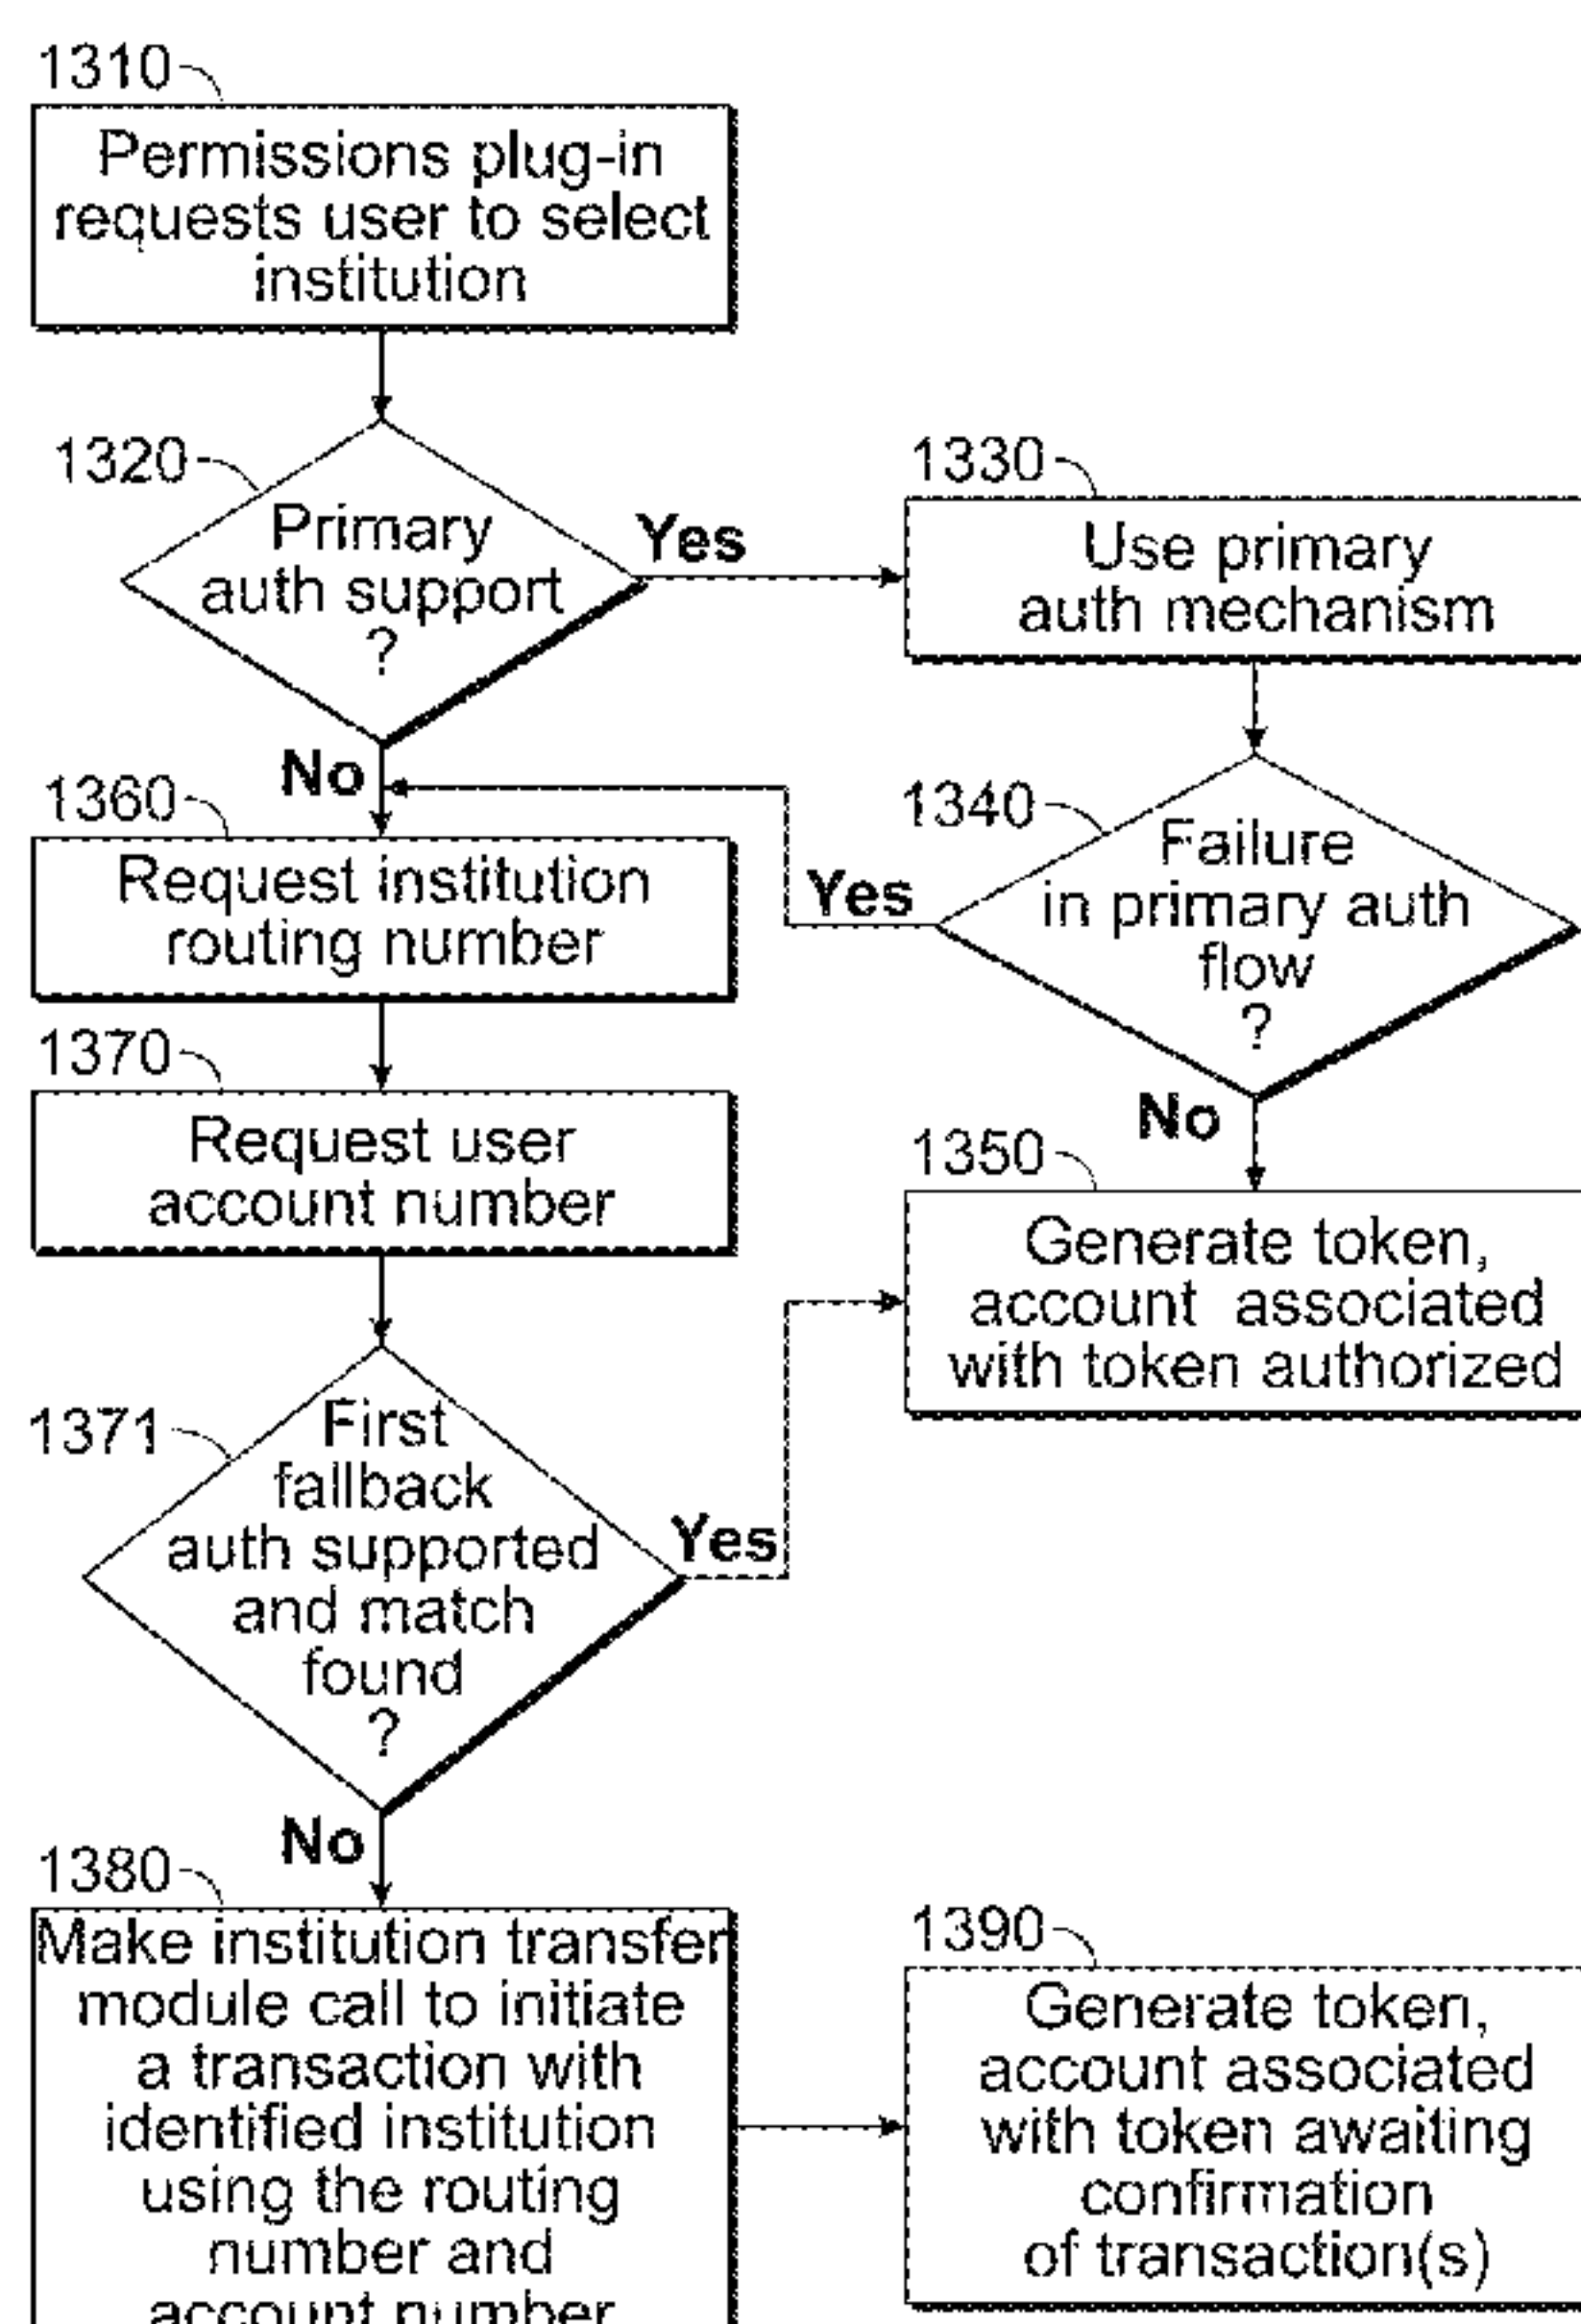 1310
Permissions plug-in
requests user to select
institution
1320
Primary
auth support
?
Yes
No
1330
Use primary
auth mechanism
1340
Failure
in primary auth
flow
?
Yes
No
1350
Generate token,
account associated
with token authorized
1360
Request institution
routing number
1370
Request user
account number
1371
First
fallback
auth supported
and match
found
?
Yes
No
1380
Make institution transfer
module call to initiate
a transaction with
identified institution
using the routing
number and
account number
1390
Generate token,
account associated
with token awaiting
confirmation
of transaction(s)